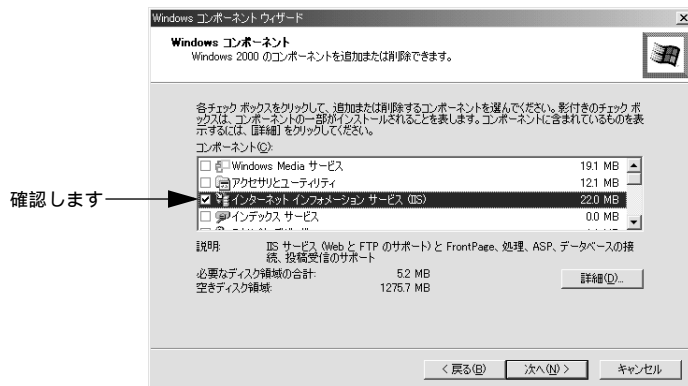 Windows コンポーネント ウィザード
Windows コンポーネント
Windows 2000 のコンポーネントを追加または削除できます。
各チェック ボックスをクリックして、追加または削除するコンポーネントを選んでください。影付きのチェック ボ
ックスは、コンポーネントの一部がインストールされることを表します。コンポーネントに含まれているものを表
示するには、[詳細] をクリックしてください。
コンポーネント(C):
Windows Media サービス 19.1 MB
アクセサリとユーティリティ 12.1 MB
確認します
インターネット インフォメーション サービス (IIS) 22.0 MB
インデックス サービス 0.0 MB
説明: IIS サービス (Web と FTP のサポート) と FrontPage、処理、ASP、データベースの接
続、投稿受信のサポート
必要なディスク領域の合計: 5.2 MB
空きディスク領域: 1275.7 MB
詳細(D)...
< 戻る(B)
次へ(N) >
キャンセル